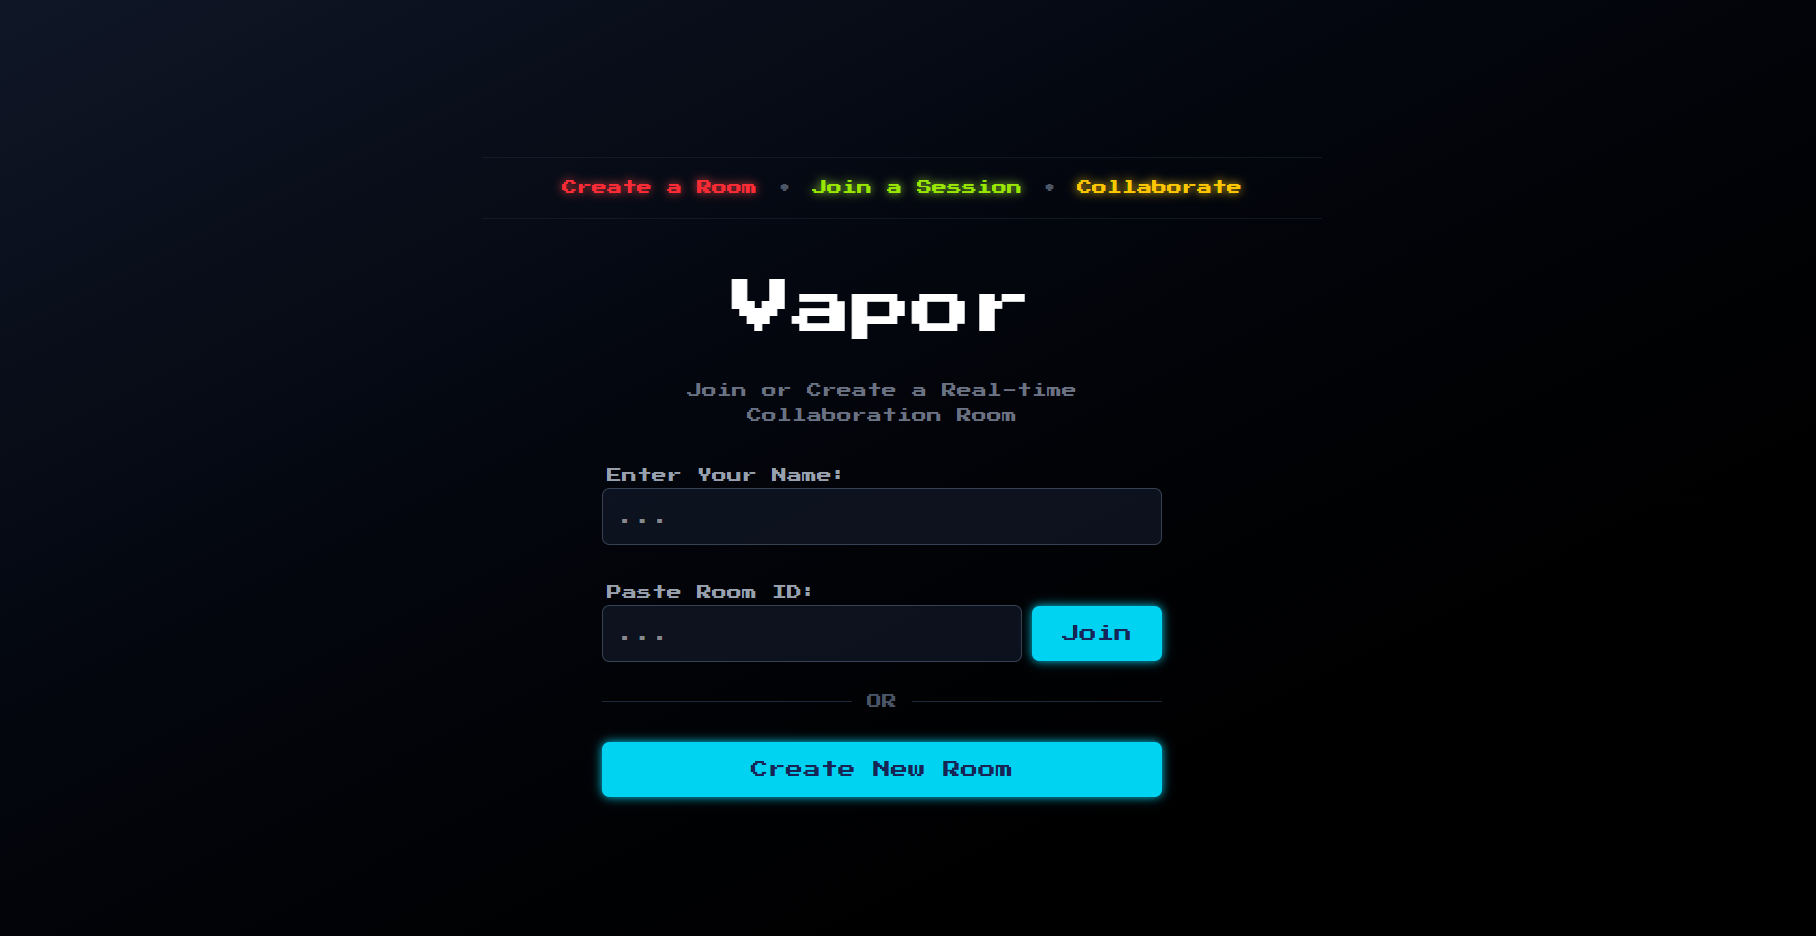 Create a Room • Join a Session • Collaborate
Vapor
Join or Create a Real-time
Collaboration Room
Enter Your Name:
...
Paste Room ID:
... Join
OR
Create New Room